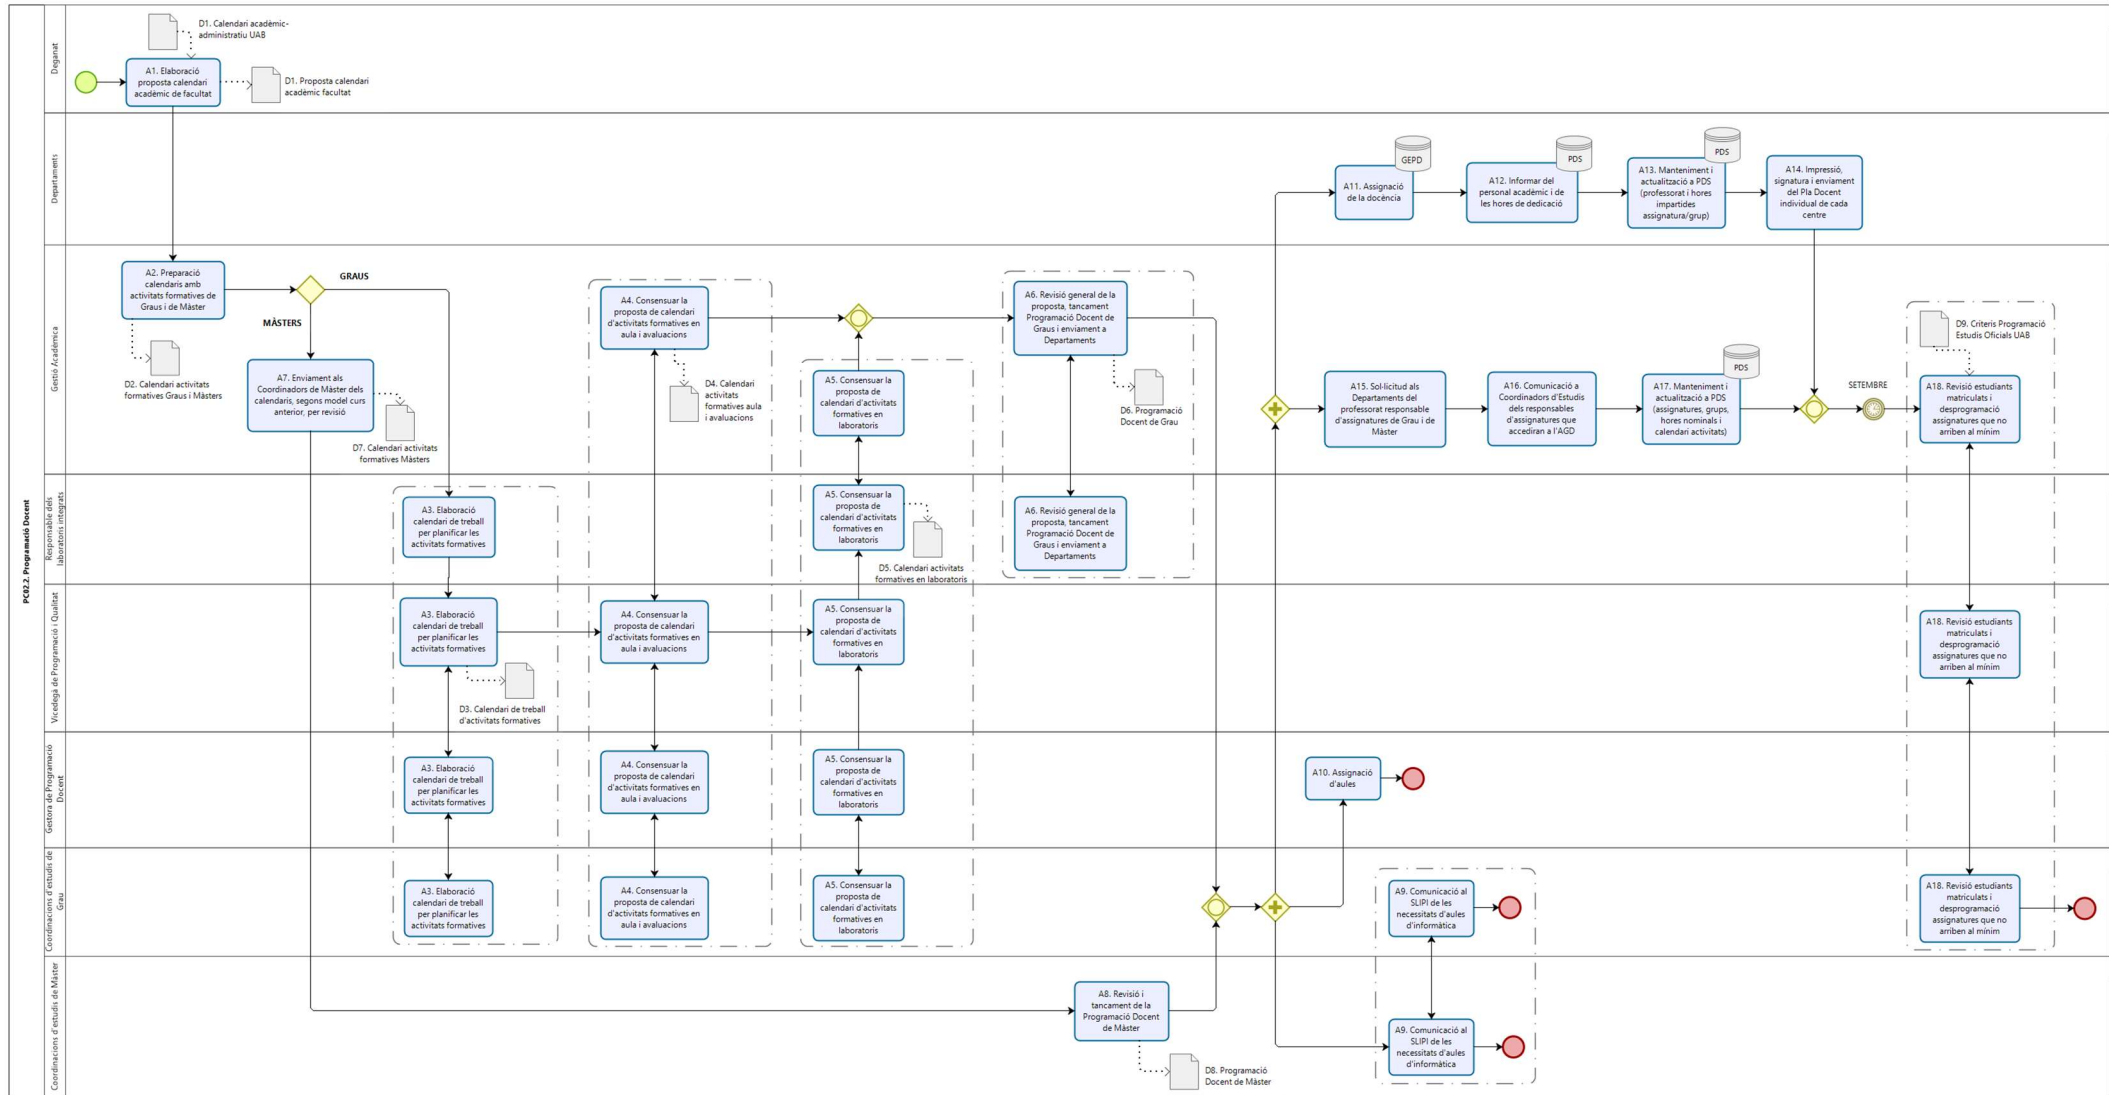 PC02.2. Programació Docent
Deganat
D1. Calendari acadèmic-
administratiu UAB
A1. Elaboració
proposta calendari
acadèmic de facultat
D1. Proposta calendari
acadèmic facultat
Departaments
GEPD
A11. Assignació
de la docència
PDS
A12. Informar del
personal acadèmic i de
les hores de dedicació
PDS
A13. Manteniment i
actualització a PDS
(professorat i hores
impartides
assignatura/grup)
A14. Impressió,
signatura i enviament
del Pla Docent
individual de cada
centre
Gestió Acadèmica
A2. Preparació
calendaris amb
activitats formatives de
Graus i de Màster
D2. Calendari activitats
formatives Graus i Màsters
GRAUS
MÀSTERS
A7. Enviament als
Coordinadors de Màster dels
calendaris, segons model curs
anterior, per revisió
D7. Calendari activitats
formatives Màsters
A4. Consensuar la
proposta de calendari
d'activitats formatives en
aula i avaluacions
D4. Calendari
activitats
formatives aula
i avaluacions
A5. Consensuar la
proposta de
calendari d'activitats
formatives en
laboratoris
A6. Revisió general de la
proposta, tancament
Programació Docent de
Graus i enviament a
Departaments
D6. Programació
Docent de Grau
A15. Sol·licitud als
Departaments del
professorat responsable
d'assignatures de Grau i de
Màster
A16. Comunicació a
Coordinadors d'Estudis
dels responsables
d'assignatures que
accediran a l'AGD
PDS
A17. Manteniment i
actualització a PDS
(assignatures, grups,
hores nominals i
calendari activitats)
SETEMBRE
D9. Criteris Programació
Estudis Oficials UAB
A18. Revisió estudiants
matriculats i
desprogramació
assignatures que no
arriben al mínim
Responsable dels
laboratoris integrats
A3. Elaboració
calendari de treball
per planificar les
activitats formatives
A5. Consensuar la
proposta de
calendari d'activitats
formatives en
laboratoris
D5. Calendari activitats
formatives en laboratoris
A6. Revisió general de la
proposta, tancament
Programació Docent de
Graus i enviament a
Departaments
Vicedegà de Programació i Qualitat
A3. Elaboració
calendari de treball
per planificar les
activitats formatives
D3. Calendari de treball
d'activitats formatives
A4. Consensuar la
proposta de calendari
d'activitats formatives en
aula i avaluacions
A5. Consensuar la
proposta de
calendari d'activitats
formatives en
laboratoris
A18. Revisió estudiants
matriculats i
desprogramació
assignatures que no
arriben al mínim
Gestora de Programació
Docent
A3. Elaboració
calendari de treball
per planificar les
activitats formatives
A4. Consensuar la
proposta de calendari
d'activitats formatives en
aula i avaluacions
A5. Consensuar la
proposta de
calendari d'activitats
formatives en
laboratoris
A10. Assignació
d'aules
Coordinacions d'estudis de
Grau
A3. Elaboració
calendari de treball
per planificar les
activitats formatives
A4. Consensuar la
proposta de calendari
d'activitats formatives en
aula i avaluacions
A5. Consensuar la
proposta de
calendari d'activitats
formatives en
laboratoris
A9. Comunicació al
SLIPI de les
necessitats d'aules
d'informàtica
A18. Revisió estudiants
matriculats i
desprogramació
assignatures que no
arriben al mínim
Coordinacions d'estudis de Màster
A8. Revisió i
tancament de la
Programació Docent
de Màster
D8. Programació
Docent de Màster
A9. Comunicació al
SLIPI de les
necessitats d'aules
d'informàtica